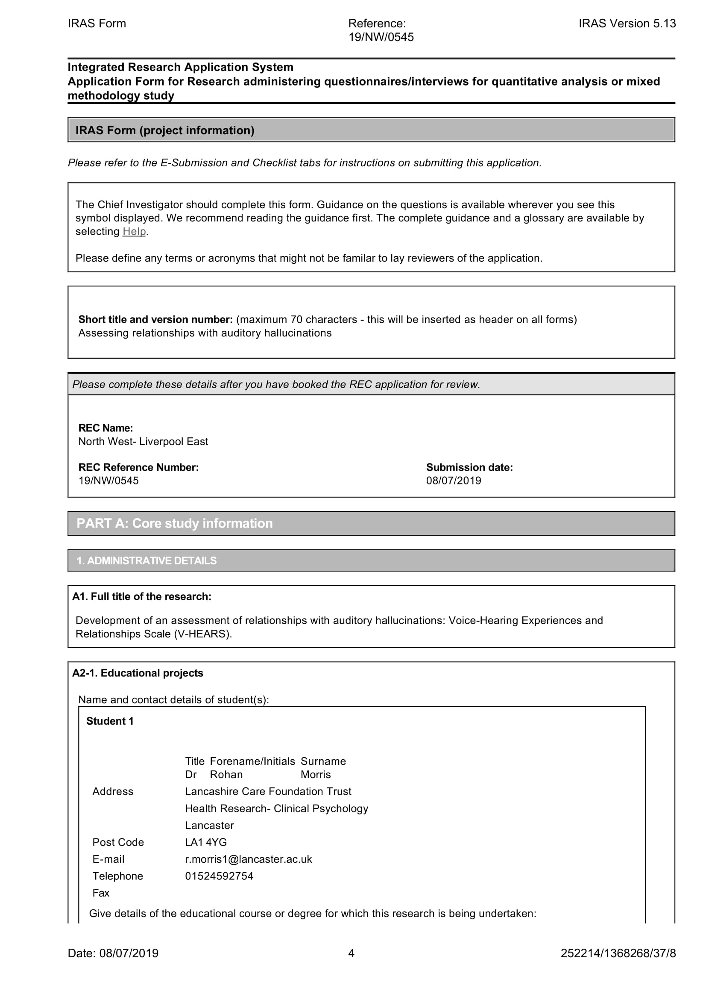 IRAS Form
Reference:
19/NW/0545
IRAS Version 5.13
Integrated Research Application System
Application Form for Research administering questionnaires/interviews for quantitative analysis or mixed
methodology study
IRAS Form (project information)
Please refer to the E-Submission and Checklist tabs for instructions on submitting this application.
The Chief Investigator should complete this form. Guidance on the questions is available wherever you see this
symbol displayed. We recommend reading the guidance first. The complete guidance and a glossary are available by
selecting Help.
Please define any terms or acronyms that might not be familar to lay reviewers of the application.
Short title and version number: (maximum 70 characters - this will be inserted as header on all forms)
Assessing relationships with auditory hallucinations
Please complete these details after you have booked the REC application for review.
REC Name:
North West- Liverpool East
REC Reference Number: Submission date:
19/NW/0545 08/07/2019
PART A: Core study information
1. ADMINISTRATIVE DETAILS
A1. Full title of the research:
Development of an assessment of relationships with auditory hallucinations: Voice-Hearing Experiences and
Relationships Scale (V-HEARS).
A2-1. Educational projects
Name and contact details of student(s):
Student 1
Title Forename/Initials Surname
Dr Rohan Morris
Address Lancashire Care Foundation Trust
Health Research- Clinical Psychology
Lancaster
Post Code LA1 4YG
E-mail r.morris1@lancaster.ac.uk
Telephone 01524592754
Fax
Give details of the educational course or degree for which this research is being undertaken:
Date: 08/07/2019 4 252214/1368268/37/8